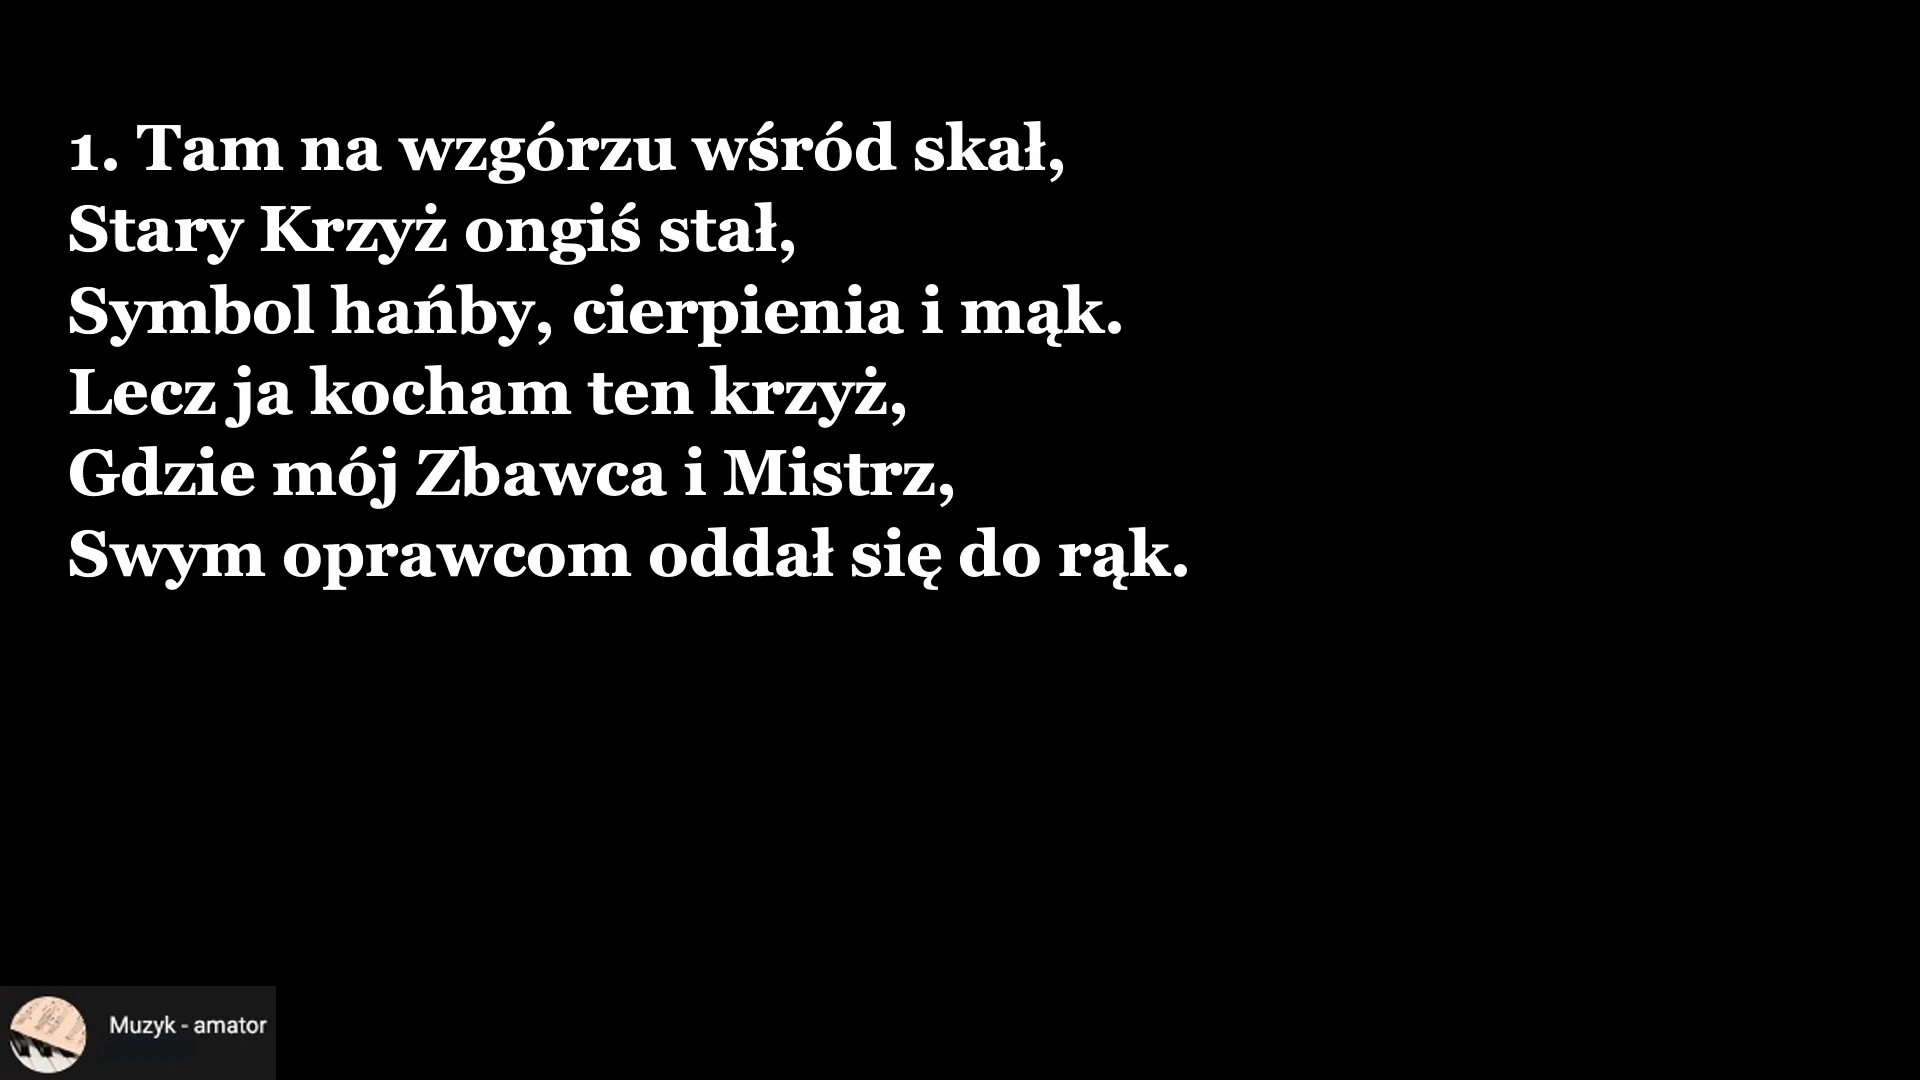 1. Tam na wzgórzu wśród skał,
Stary Krzyż ongiś stał,
Symbol hańby, cierpienia i mąk.
Lecz ja kocham ten krzyż,
Gdzie mój Zbawca i Mistrz,
Swym oprawcom oddał się do rąk.
Muzyk - amator